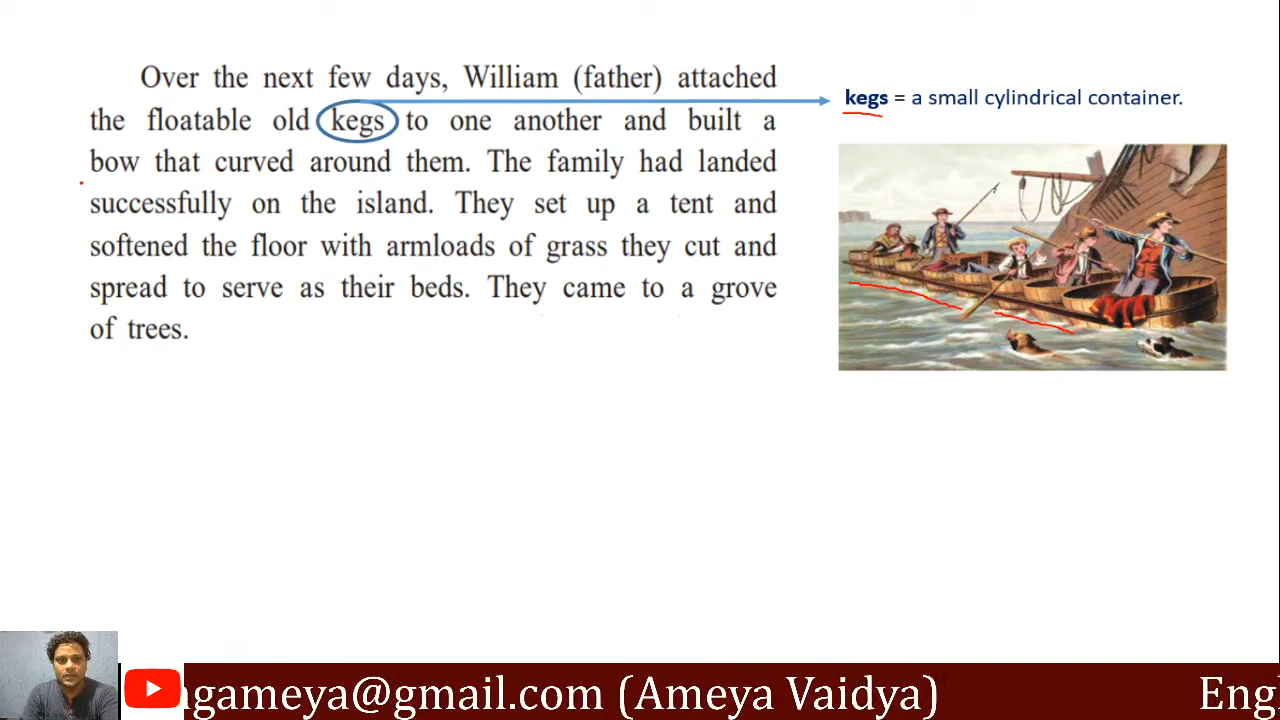 Over the next few days, William (father) attached
the floatable old kegs to one another and built a
bow that curved around them. The family had landed
successfully on the island. They set up a tent and
softened the floor with armloads of grass they cut and
spread to serve as their beds. They came to a grove
of trees.
kegs = a small cylindrical container.
ngameya@gmail.com (Ameya Vaidya)
Engl